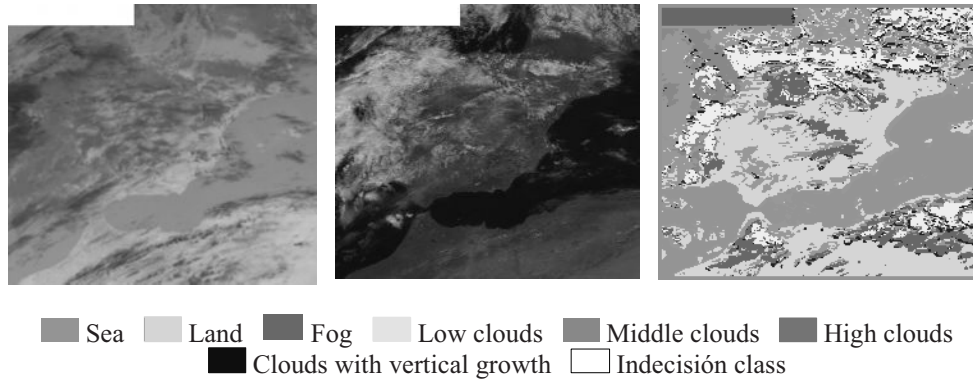 Sea Land Fog Low clouds Middle clouds High clouds
Clouds with vertical growth Indecisión class